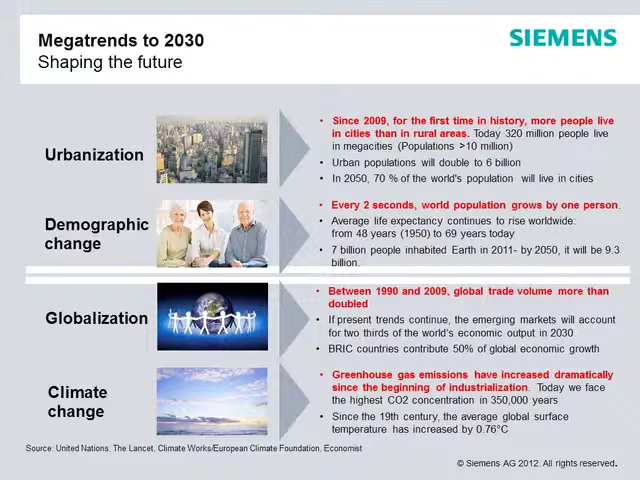 Megatrends to 2030
Shaping the future
SIEMENS
Urbanization
• Since 2009, for the first time in history, more people live
in cities than in rural areas. Today 320 million people live
in megacities (Populations >10 million)
• Urban populations will double to 6 billion
• In 2050, 70 % of the world's population will live in cities
Demographic
change
• Every 2 seconds, world population grows by one person.
• Average life expectancy continues to rise worldwide:
from 48 years (1950) to 69 years today
• 7 billion people inhabited Earth in 2011- by 2050, it will be 9.3
billion.
Globalization
• Between 1990 and 2009, global trade volume more than
doubled
• If present trends continue, the emerging markets will account
for two thirds of the world's economic output in 2030
• BRIC countries contribute 50% of global economic growth
Climate
change
• Greenhouse gas emissions have increased dramatically
since the beginning of industrialization. Today we face
the highest CO2 concentration in 350,000 years
• Since the 19th century, the average global surface
temperature has increased by 0.76°C
Source: United Nations, The Lancet, Climate Works/European Climate Foundation, Economist
© Siemens AG 2012. All rights reserved.